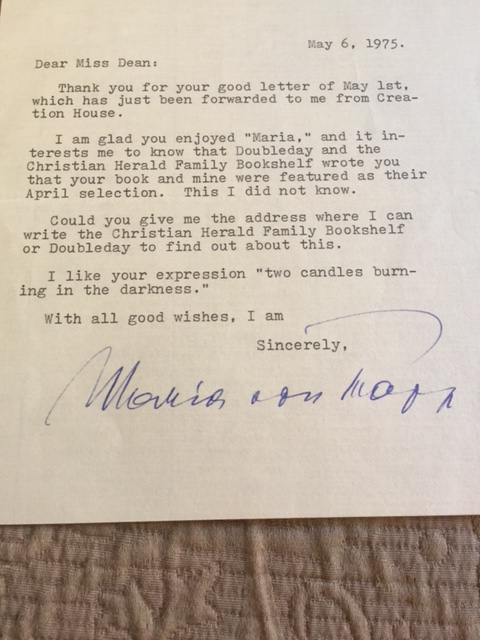 May 6, 1975.
Dear Miss Dean:
Thank you for your good letter of May 1st,
which has just been forwarded to me from Crea-
tion House.
I am glad you enjoyed "Maria," and it in-
terests me to know that Doubleday and the
Christian Herald Family Bookshelf wrote you
that your book and mine were featured as their
April selection. This I did not know.
Could you give me the address where I can
write the Christian Herald Family Bookshelf
or Doubleday to find out about this.
I like your expression "two candles burn-
ing in the darkness."
With all good wishes, I am
Sincerely,
Maria von Trapp